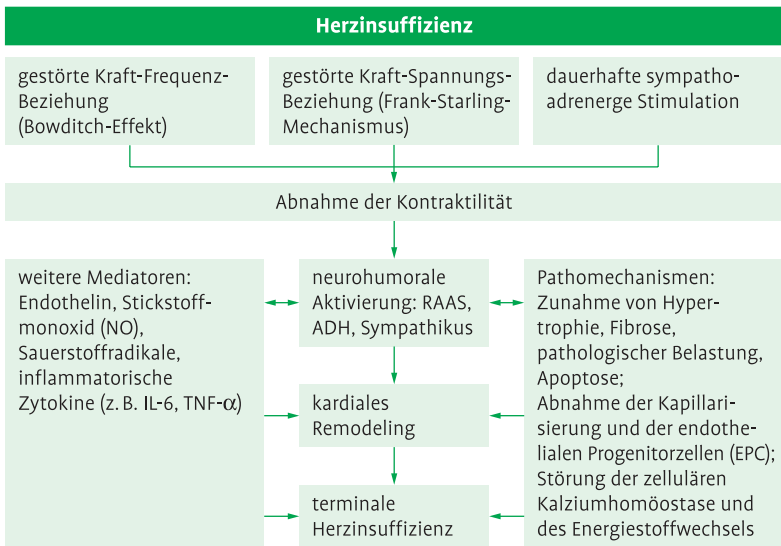 Herzinsuffizienz
gestörte Kraft-Frequenz-
Beziehung
(Bowditch-Effekt)
gestörte Kraft-Spannungs-
Beziehung (Frank-Starling-
Mechanismus)
dauerhafte sympatho-
adrenerge Stimulation
Abnahme der Kontraktilität
weitere Mediatoren:
Endothelin, Stickstoff-
monoxid (NO),
Sauerstoffradikale,
inflammatorische
Zytokine (z. B. IL-6, TNF-α)
neurohumorale
Aktivierung: RAAS,
ADH, Sympathikus
kardiales
Remodeling
terminale
Herzinsuffizienz
Pathomechanismen:
Zunahme von Hyper-
trophie, Fibrose,
pathologischer Belastung,
Apoptose;
Abnahme der Kapillari-
sierung und der endothe-
lialen Progenitorzellen (EPC);
Störung der zellulären
Kalziumhomöostase und
des Energiestoffwechsels